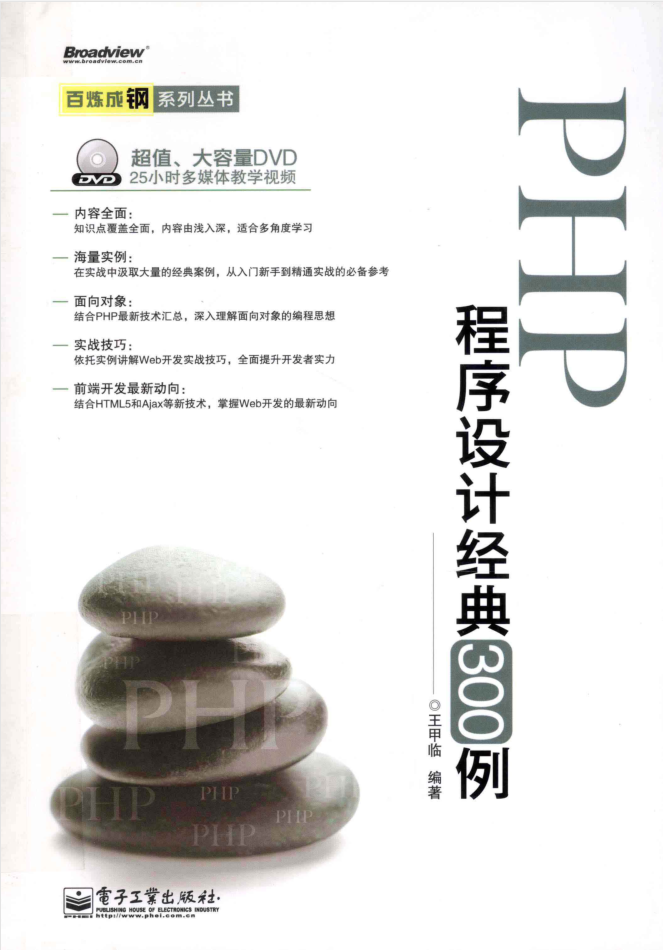 Broadview®
www.broadview.com.cn
百炼成钢 系列丛书
超值、大容量DVD
DVD
25小时多媒体教学视频
— 内容全面：
知识点覆盖全面，内容由浅入深，适合多角度学习
— 海量实例：
在实战中汲取大量的经典案例，从入门新手到精通实战的必备参考
— 面向对象：
结合PHP最新技术汇总，深入理解面向对象的编程思想
— 实战技巧：
依托实例讲解Web开发实战技巧，全面提升开发者实力
— 前端开发最新动向：
结合HTML5和Ajax等新技术，掌握Web开发的最新动向
PHP
程序设计经典300例
◎王甲临 编著
PHP
PHP
PHP
PHP
PHP
PHP
PHP
PHP
PHP
電子工業出版社·
PUBLISHING HOUSE OF ELECTRONICS INDUSTRY
http://www.phei.com.cn